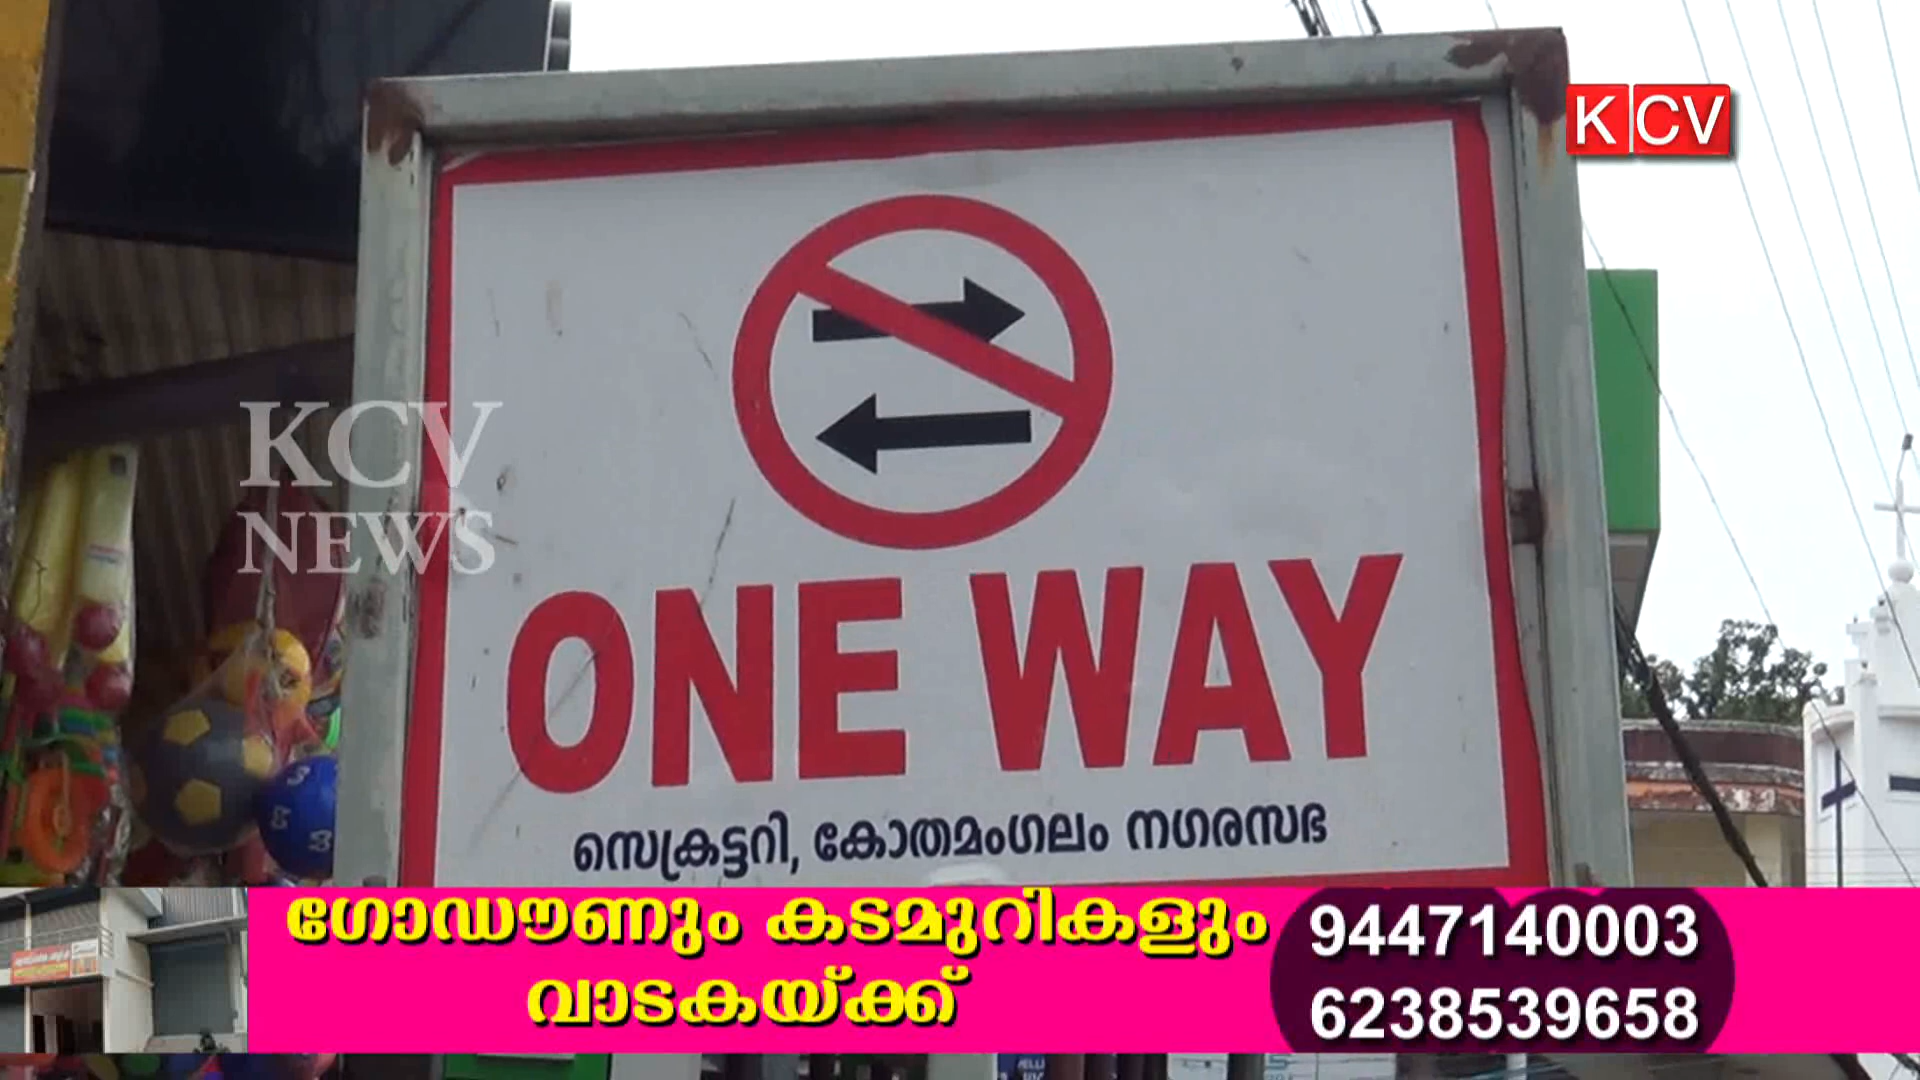 KCV
KCV
NEWS
ONE WAY
സെക്രട്ടറി, കോതമംഗലം നഗരസഭ
ഗോഡൗണും കടമുറികളും
വാടകയ്ക്ക്
9447140003
6238539658